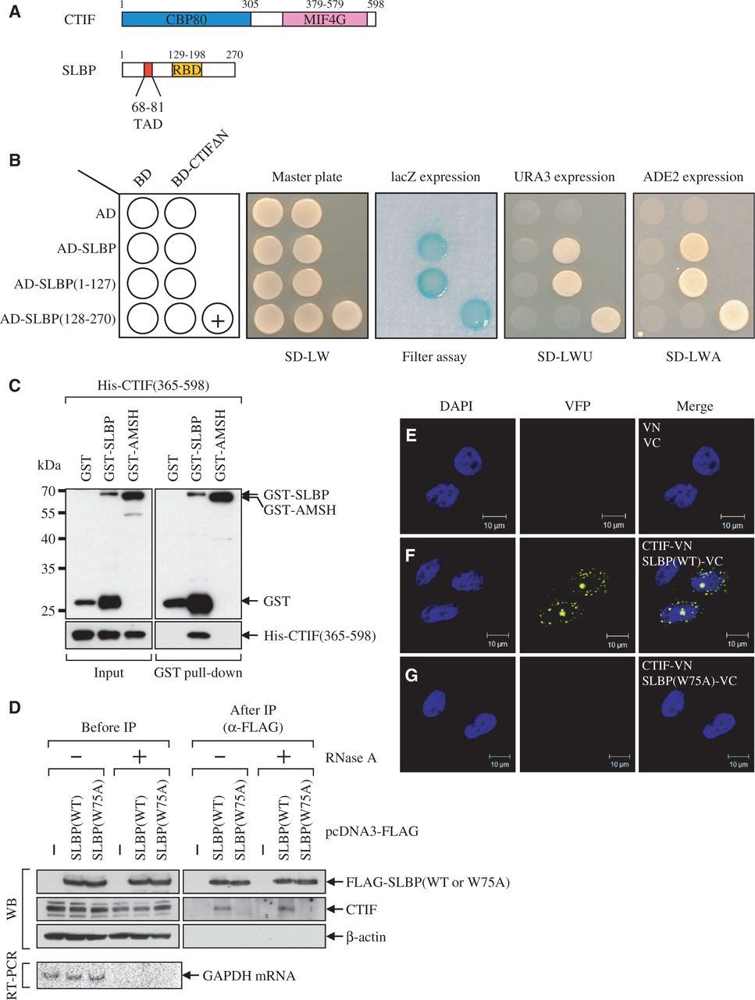 A
1 305 379-579 598
CTIF CBP80 MIF4G
1 129-198 270
SLBP RBD
68-81
TAD
B
BD BD-CTIFΔN
Master plate lacZ expression URA3 expression ADE2 expression
AD
AD-SLBP
AD-SLBP(1-127)
AD-SLBP(128-270) +
SD-LW Filter assay SD-LWU SD-LWA
C
His-CTIF(365-598)
kDa GST GST-SLBP GST-AMSH GST GST-SLBP GST-AMSH
70 GST-SLBP
55 GST-AMSH
40
35
25 GST
His-CTIF(365-598)
Input GST pull-down
DAPI VFP Merge
E VN
VC
10 µm 10 µm 10 µm
F CTIF-VN
SLBP(WT)-VC
10 µm 10 µm 10 µm
G CTIF-VN
SLBP(W75A)-VC
10 µm 10 µm 10 µm
D
Before IP After IP
(α-FLAG)
– + – + RNase A
– SLBP(WT) SLBP(W75A) – SLBP(WT) SLBP(W75A) – SLBP(WT) SLBP(W75A) – SLBP(WT) SLBP(W75A) pcDNA3-FLAG
WB FLAG-SLBP(WT or W75A)
CTIF
β-actin
RT-PCR GAPDH mRNA